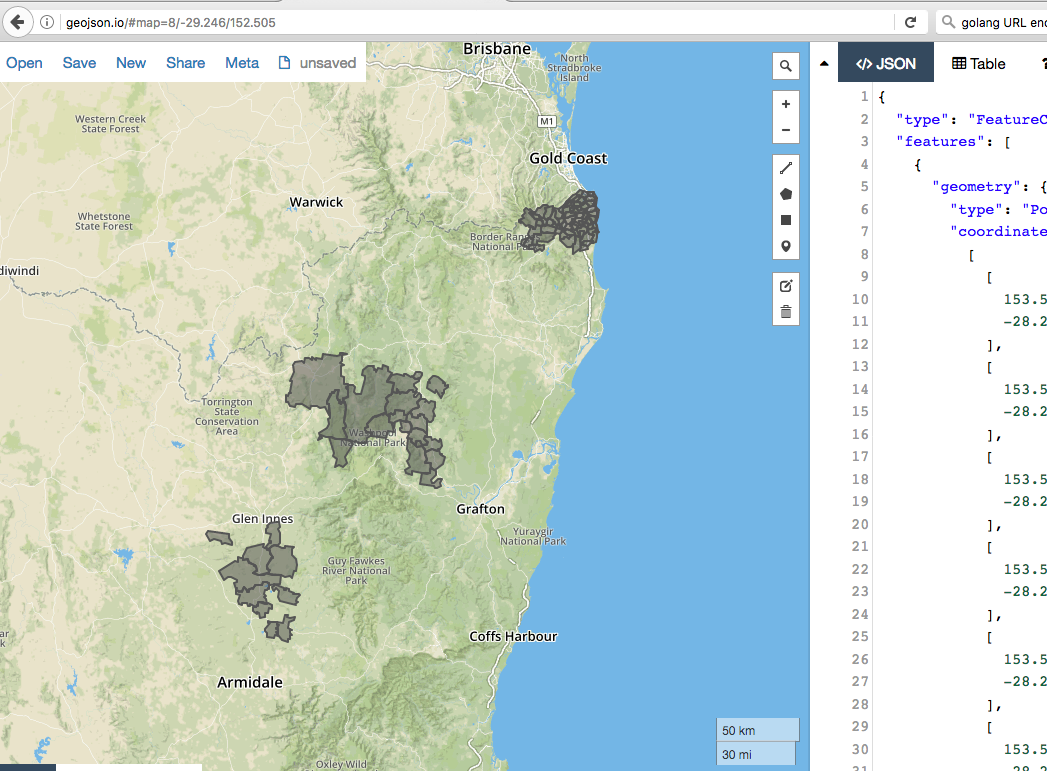 geojson.io/#map=8/-29.246/152.505
golang URL enc
Open Save New Share Meta unsaved
</> JSON
Table
?
Brisbane
North
Stradbroke
Island
M1
Western Creek
State Forest
Gold Coast
Warwick
Whetstone
State Forest
Border Ran
National Pa
diwindi
Torrington
State
Conservation
Area
Washpool
National Park
Grafton
Glen Innes
Yuraygir
National Park
Guy Fawkes
River National
Park
Coffs Harbour
ar
k
Armidale
Oxley Wild
50 km
30 mi
1 {
2 "type": "FeatureC
3 "features": [
4 {
5 "geometry": {
6 "type": "Po
7 "coordinate
8 [
9 [
10 153.5
11 -28.2
12 ],
13 [
14 153.5
15 -28.2
16 ],
17 [
18 153.5
19 -28.2
20 ],
21 [
22 153.5
23 -28.2
24 ],
25 [
26 153.5
27 -28.2
28 ],
29 [
30 153.5
31 -28.2